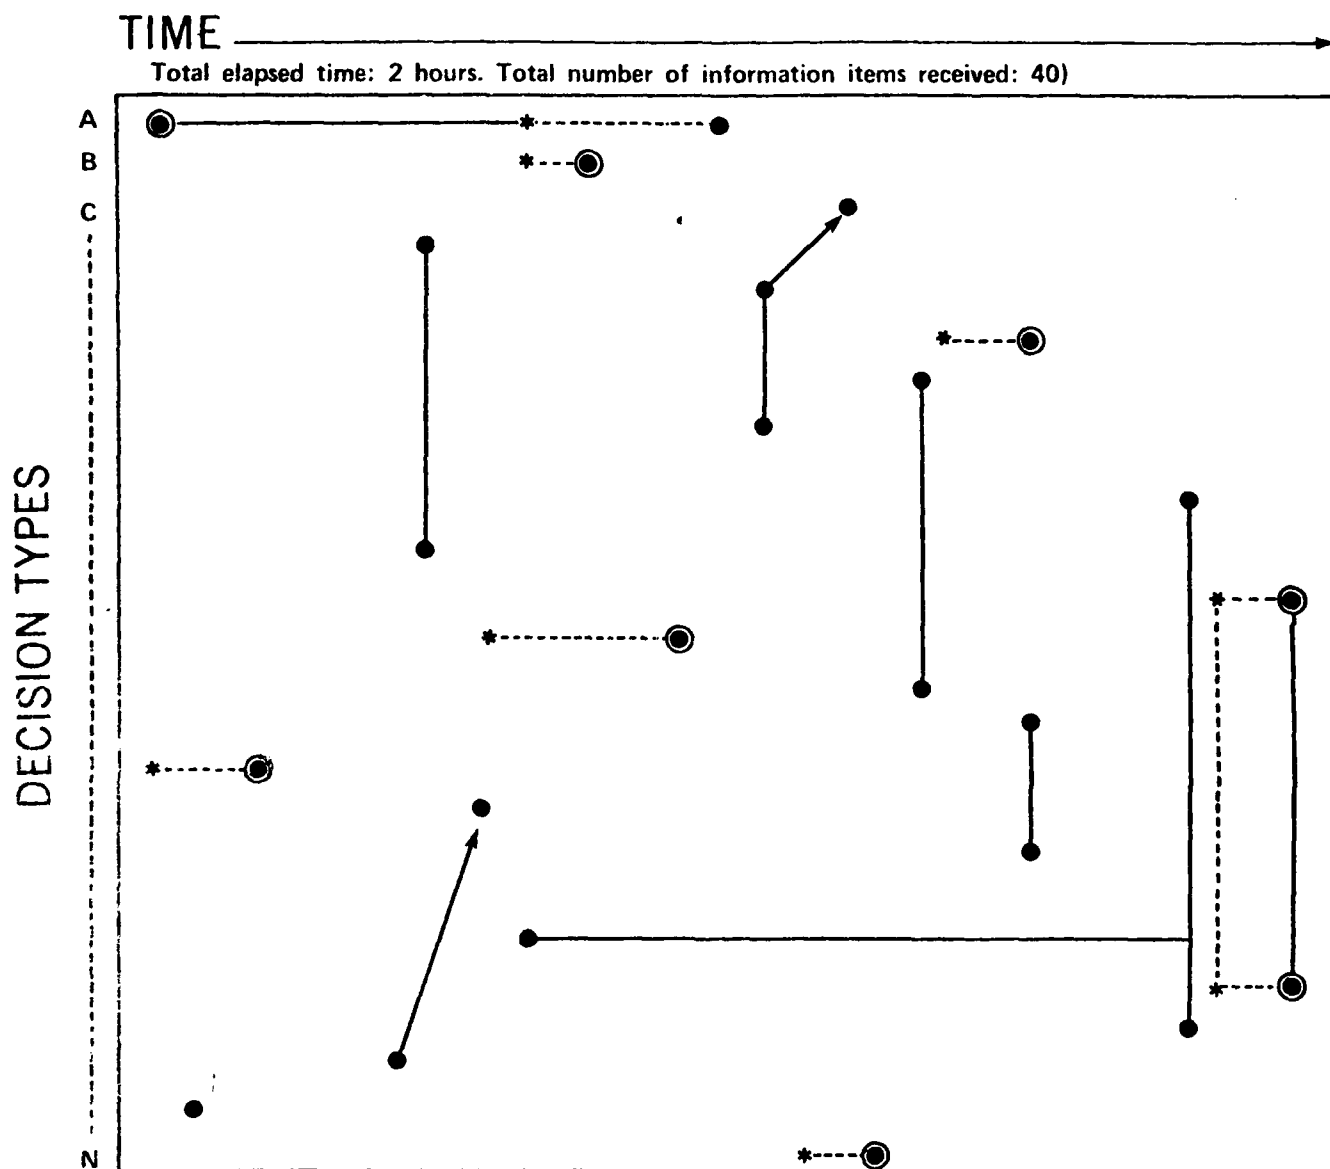 TIME
Total elapsed time: 2 hours. Total number of information items received: 40)
A
B
C
DECISION TYPES
N